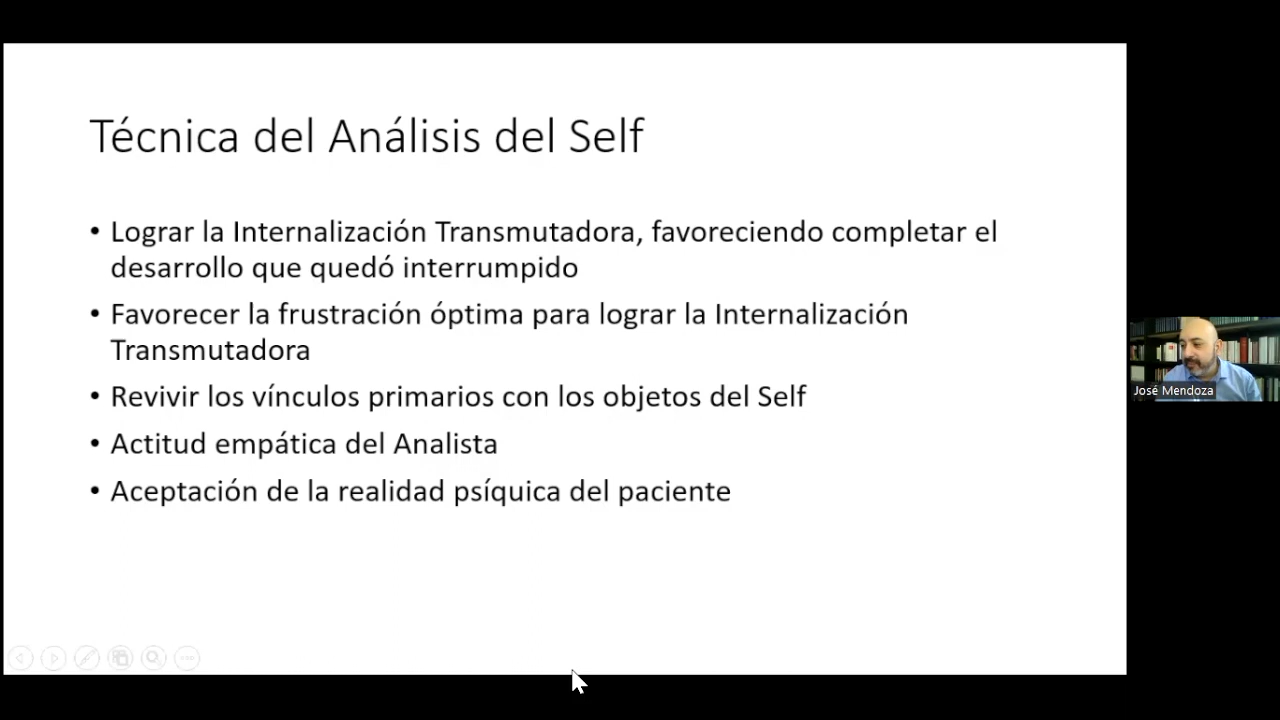 Técnica del Análisis del Self
• Lograr la Internalización Transmutadora, favoreciendo completar el
desarrollo que quedó interrumpido
• Favorecer la frustración óptima para lograr la Internalización
Transmutadora
• Revivir los vínculos primarios con los objetos del Self
• Actitud empática del Analista
• Aceptación de la realidad psíquica del paciente
José Mendoza